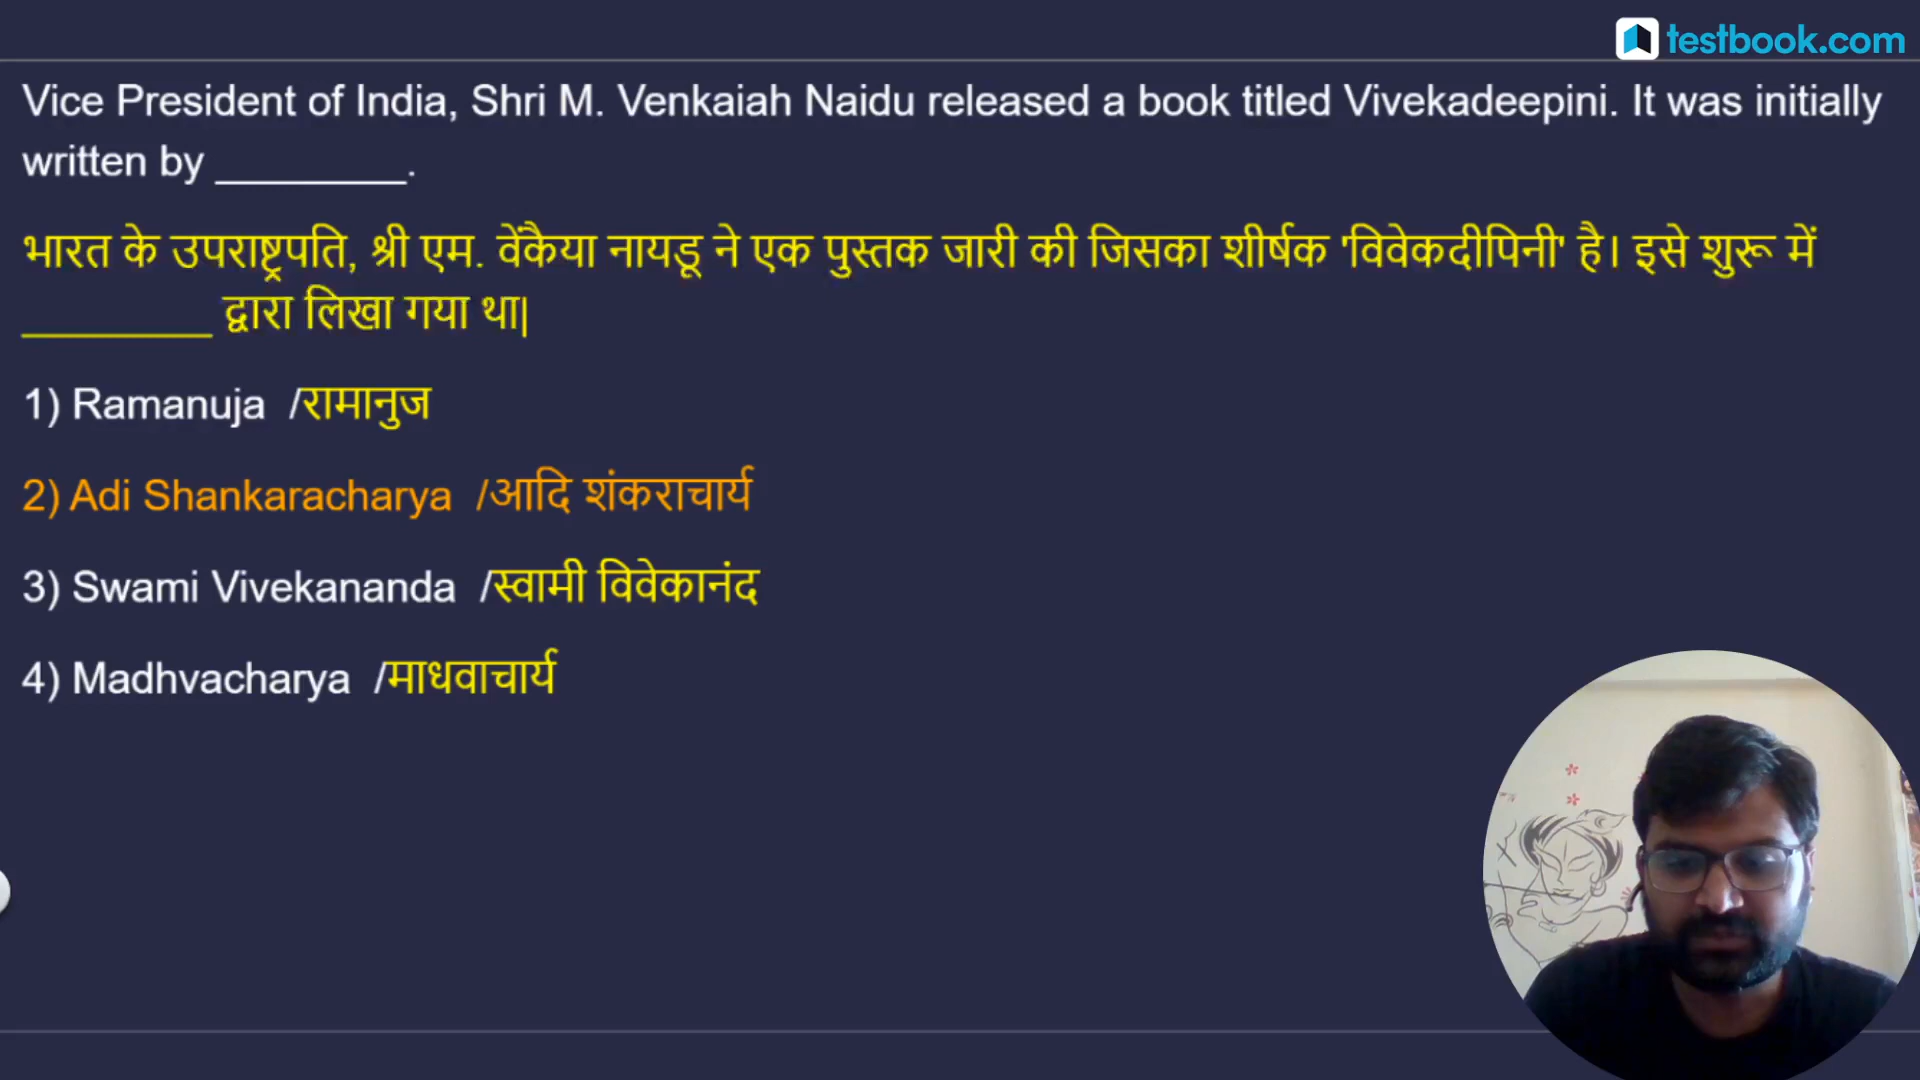 testbook.com
Vice President of India, Shri M. Venkaiah Naidu released a book titled Vivekadeepini. It was initially
written by ________.
भारत के उपराष्ट्रपति, श्री एम. वेंकैया नायडू ने एक पुस्तक जारी की जिसका शीर्षक 'विवेकदीपिनी' है। इसे शुरू में
________ द्वारा लिखा गया था|
1) Ramanuja /रामानुज
2) Adi Shankaracharya /आदि शंकराचार्य
3) Swami Vivekananda /स्वामी विवेकानंद
4) Madhvacharya /माधवाचार्य